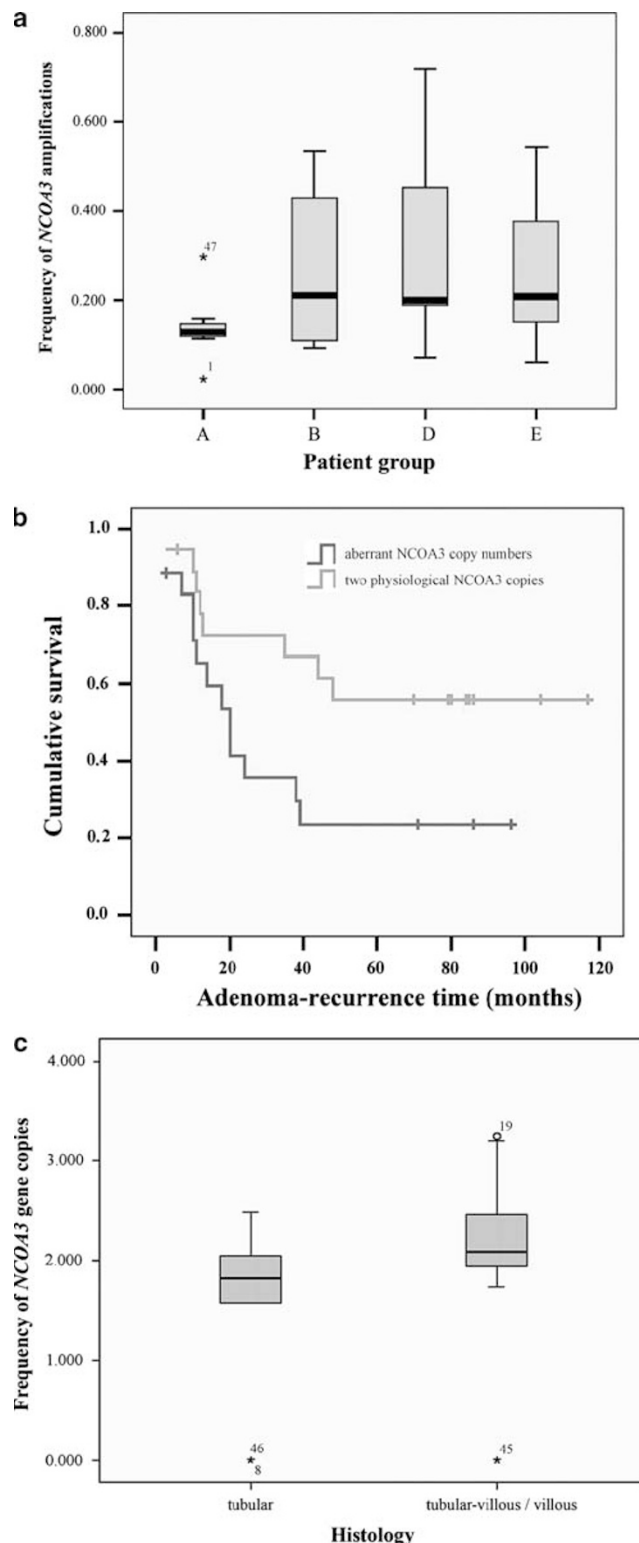 a
0.800
0.600
0.400
0.200
0.000
Frequency of NCOA3 amplifications
47
1
A B D E
Patient group
b
1.0
0.8
0.6
0.4
0.2
0.0
Cumulative survival
aberrant NCOA3 copy numbers
two physiological NCOA3 copies
0 20 40 60 80 100 120
Adenoma-recurrence time (months)
c
4.000
3.000
2.000
1.000
0.000
Frequency of NCOA3 gene copies
19
46
8
45
tubular tubular-villous / villous
Histology